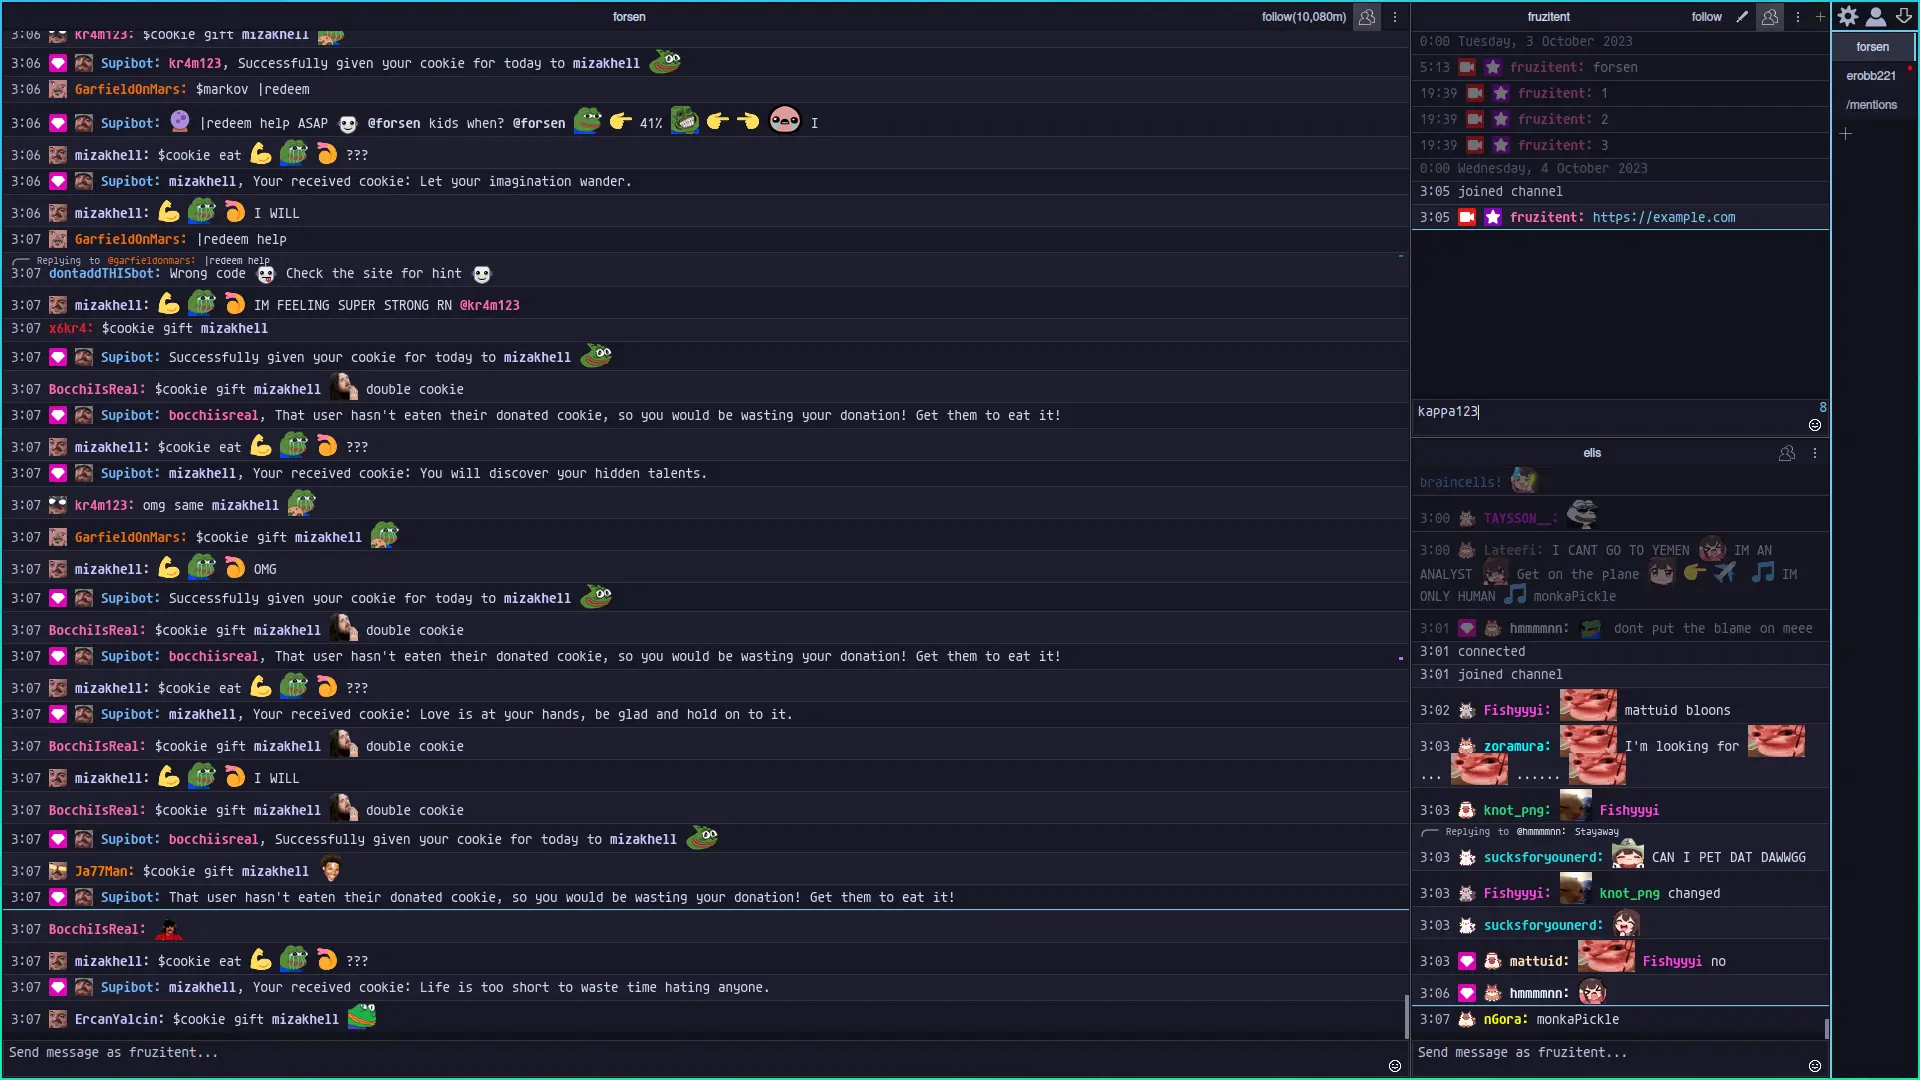 forsen
follow(10,080m)
3:06 kr4m123: $cookie gift mizakhell
3:06 Supibot: kr4m123, Successfully given your cookie for today to mizakhell
3:06 GarfieldOnMars: $markov |redeem
3:06 Supibot: |redeem help ASAP @forsen kids when? @forsen 41% I
3:06 mizakhell: $cookie eat ???
3:06 Supibot: mizakhell, Your received cookie: Let your imagination wander.
3:06 mizakhell: I WILL
3:07 GarfieldOnMars: |redeem help
Replying to @garfieldonmars: |redeem help
3:07 dontaddTHISbot: Wrong code Check the site for hint
3:07 mizakhell: IM FEELING SUPER STRONG RN @kr4m123
3:07 x6kr4: $cookie gift mizakhell
3:07 Supibot: Successfully given your cookie for today to mizakhell
3:07 BocchiIsReal: $cookie gift mizakhell double cookie
3:07 Supibot: bocchiisreal, That user hasn't eaten their donated cookie, so you would be wasting your donation! Get them to eat it!
3:07 mizakhell: $cookie eat ???
3:07 Supibot: mizakhell, Your received cookie: You will discover your hidden talents.
3:07 kr4m123: omg same mizakhell
3:07 GarfieldOnMars: $cookie gift mizakhell
3:07 mizakhell: OMG
3:07 Supibot: Successfully given your cookie for today to mizakhell
3:07 BocchiIsReal: $cookie gift mizakhell double cookie
3:07 Supibot: bocchiisreal, That user hasn't eaten their donated cookie, so you would be wasting your donation! Get them to eat it!
3:07 mizakhell: $cookie eat ???
3:07 Supibot: mizakhell, Your received cookie: Love is at your hands, be glad and hold on to it.
3:07 BocchiIsReal: $cookie gift mizakhell double cookie
3:07 mizakhell: I WILL
3:07 BocchiIsReal: $cookie gift mizakhell double cookie
3:07 Supibot: bocchiisreal, Successfully given your cookie for today to mizakhell
3:07 Ja77Man: $cookie gift mizakhell
3:07 Supibot: That user hasn't eaten their donated cookie, so you would be wasting your donation! Get them to eat it!
3:07 BocchiIsReal:
3:07 mizakhell: $cookie eat ???
3:07 Supibot: mizakhell, Your received cookie: Life is too short to waste time hating anyone.
3:07 ErcanYalcin: $cookie gift mizakhell
Send message as fruzitent...
fruzitent
follow
0:00 Tuesday, 3 October 2023
5:13 fruzitent: forsen
19:39 fruzitent: 1
19:39 fruzitent: 2
19:39 fruzitent: 3
0:00 Wednesday, 4 October 2023
3:05 joined channel
3:05 fruzitent: https://example.com
kappa123
8
elis
braincells!
3:00 TAYSSON__:
3:00 Lateefi: I CANT GO TO YEMEN IM AN
ANALYST Get on the plane IM
ONLY HUMAN monkaPickle
3:01 hmmmmnn: dont put the blame on meee
3:01 connected
3:01 joined channel
3:02 Fishyyyi: mattuid bloons
3:03 zoramura: I'm looking for
... ......
3:03 knot_png: Fishyyyi
Replying to @hmmmmnn: Stayaway
3:03 sucksforyounerd: CAN I PET DAT DAWWGG
3:03 Fishyyyi: knot_png changed
3:03 sucksforyounerd:
3:03 mattuid: Fishyyyi no
3:06 hmmmmnn:
3:07 nGora: monkaPickle
Send message as fruzitent...
forsen
erobb221
/mentions